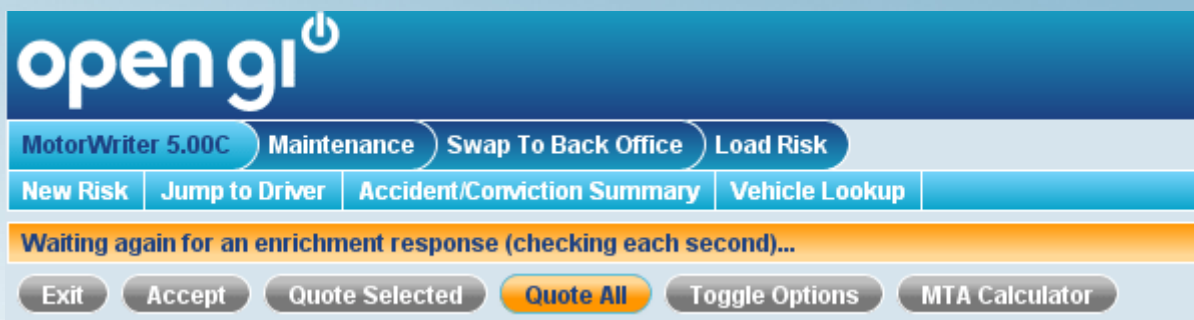 open gi
MotorWriter 5.00C Maintenance Swap To Back Office Load Risk
New Risk Jump to Driver Accident/Conviction Summary Vehicle Lookup
Waiting again for an enrichment response (checking each second)...
Exit Accept Quote Selected Quote All Toggle Options MTA Calculator